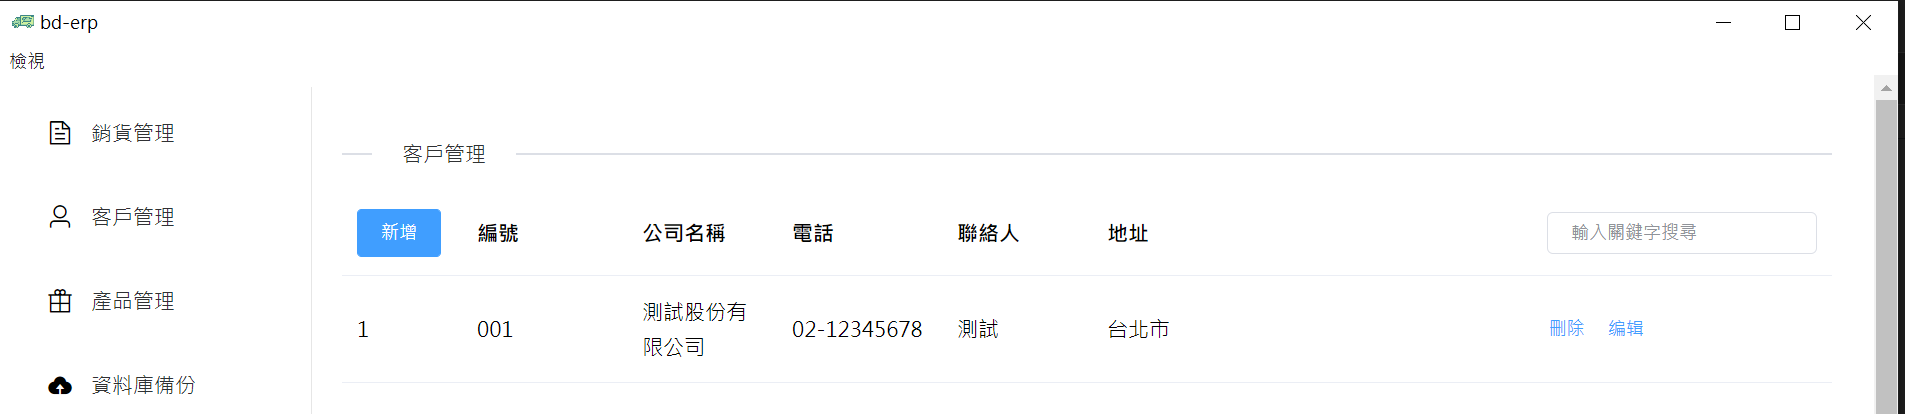 bd-erp
檢視
銷貨管理
客戶管理
產品管理
資料庫備份
客戶管理
新增 編號 公司名稱 電話 聯絡人 地址 輸入關鍵字搜尋
1 001 測試股份有限公司 02-12345678 測試 台北市 刪除 编辑